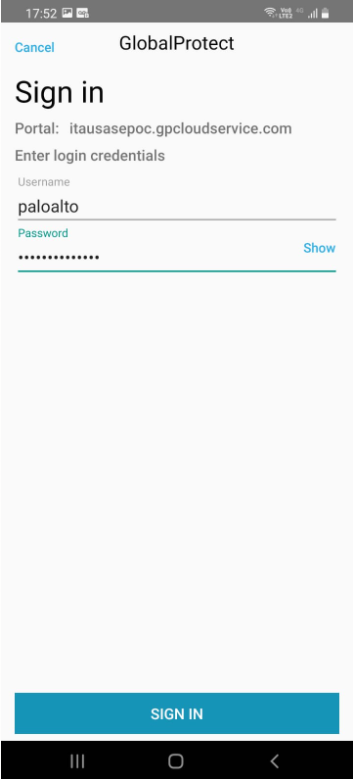 17:52
Cancel GlobalProtect
Sign in
Portal: itausasepoc.gpcloudservice.com
Enter login credentials
Username
paloalto
Password
•••••••••••••• Show
SIGN IN